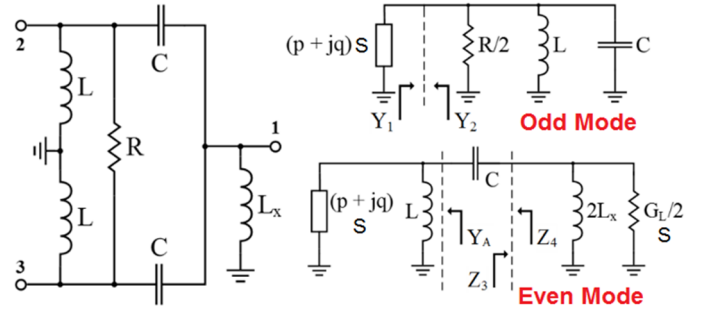 2
C
L
R
1
L
Lx
3
C
(p + jq) S
R/2
L
C
Y1
Y2
Odd Mode
(p + jq)
S
L
C
YA
Z3
Z4
2Lx
GL/2
S
Even Mode